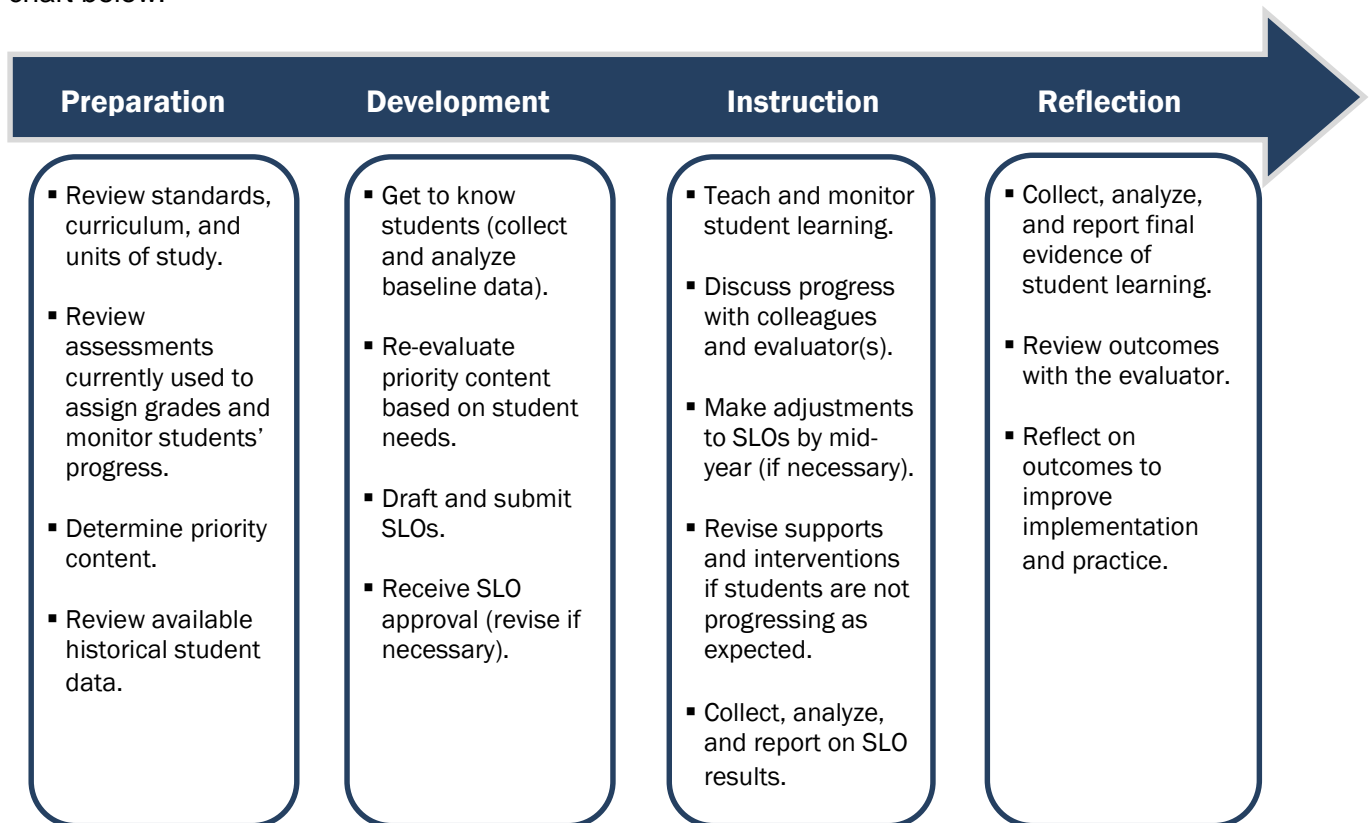 Preparation
Development
Instruction
Reflection
▪ Review standards,
curriculum, and
units of study.
▪ Review
assessments
currently used to
assign grades and
monitor students’
progress.
▪ Determine priority
content.
▪ Review available
historical student
data.
▪ Get to know
students (collect
and analyze
baseline data).
▪ Re-evaluate
priority content
based on student
needs.
▪ Draft and submit
SLOs.
▪ Receive SLO
approval (revise if
necessary).
▪ Teach and monitor
student learning.
▪ Discuss progress
with colleagues
and evaluator(s).
▪ Make adjustments
to SLOs by mid-
year (if necessary).
▪ Revise supports
and interventions
if students are not
progressing as
expected.
▪ Collect, analyze,
and report on SLO
results.
▪ Collect, analyze,
and report final
evidence of
student learning.
▪ Review outcomes
with the evaluator.
▪ Reflect on
outcomes to
improve
implementation
and practice.